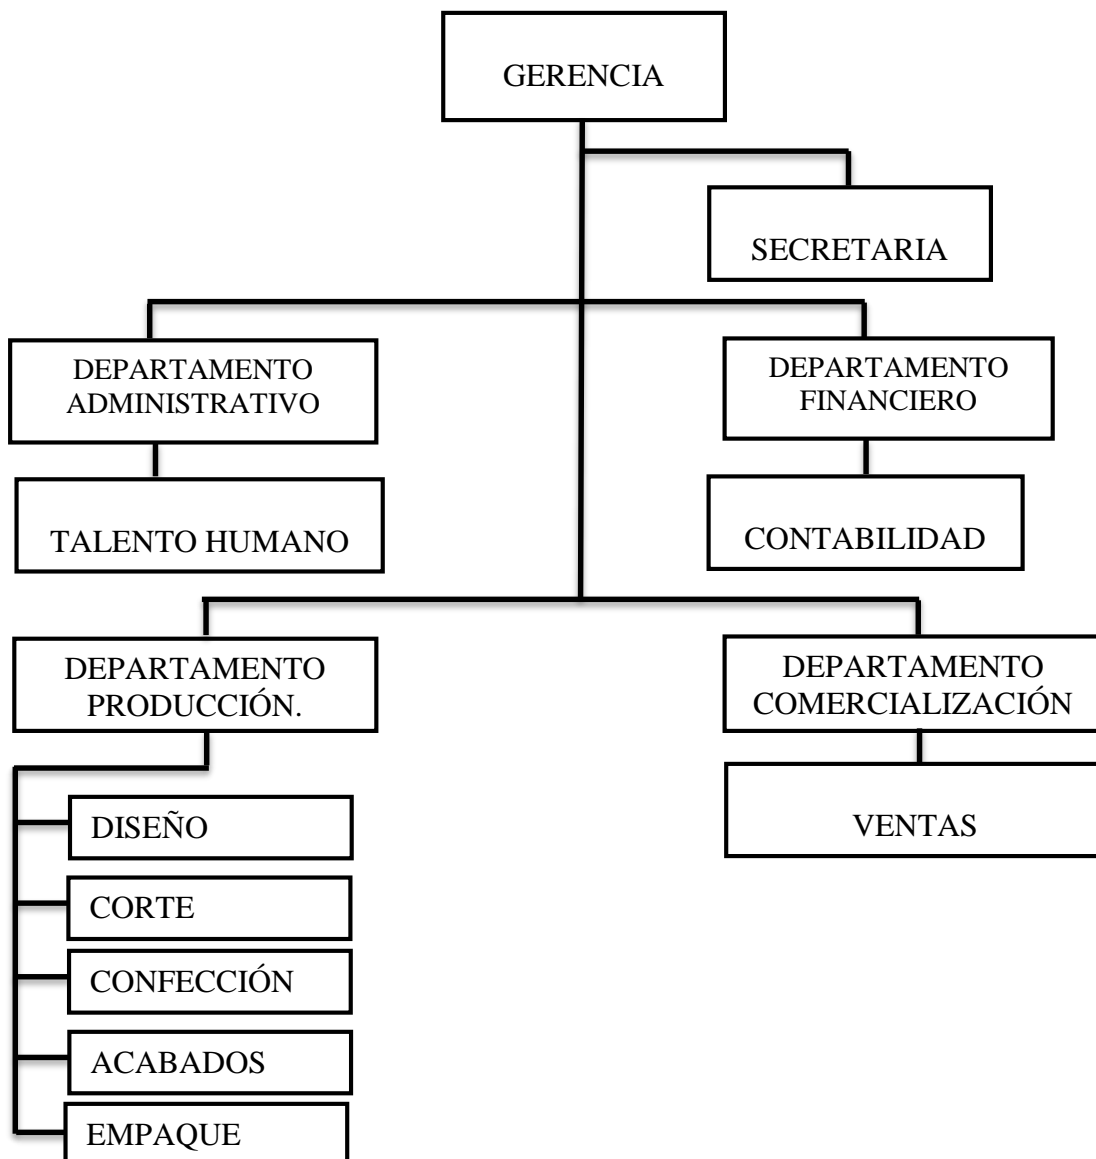 GERENCIA
SECRETARIA
DEPARTAMENTO
ADMINISTRATIVO
DEPARTAMENTO
FINANCIERO
TALENTO HUMANO
CONTABILIDAD
DEPARTAMENTO
PRODUCCIÓN.
DEPARTAMENTO
COMERCIALIZACIÓN
VENTAS
DISEÑO
CORTE
CONFECCIÓN
ACABADOS
EMPAQUE